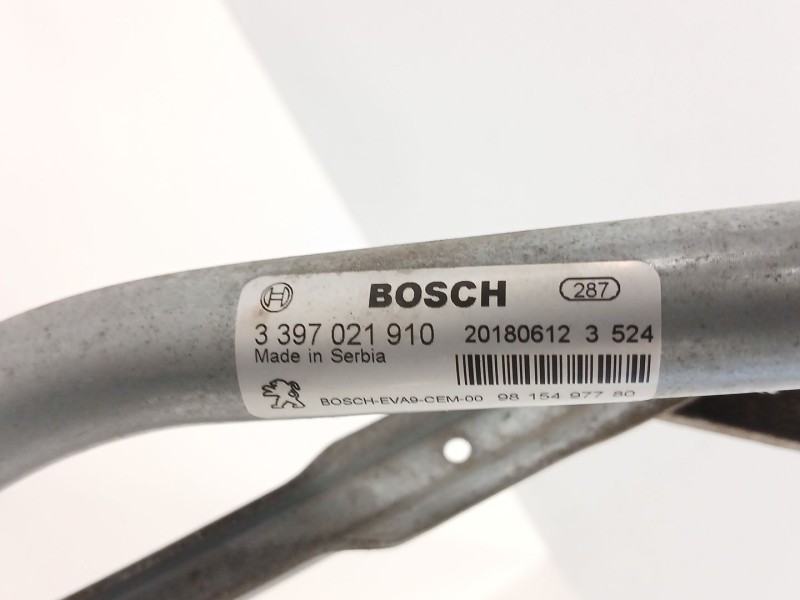 BOSCH 287
3 397 021 910 20180612 3 524
Made in Serbia
BOSCH-EVA9-CEM-00 98 154 977 80